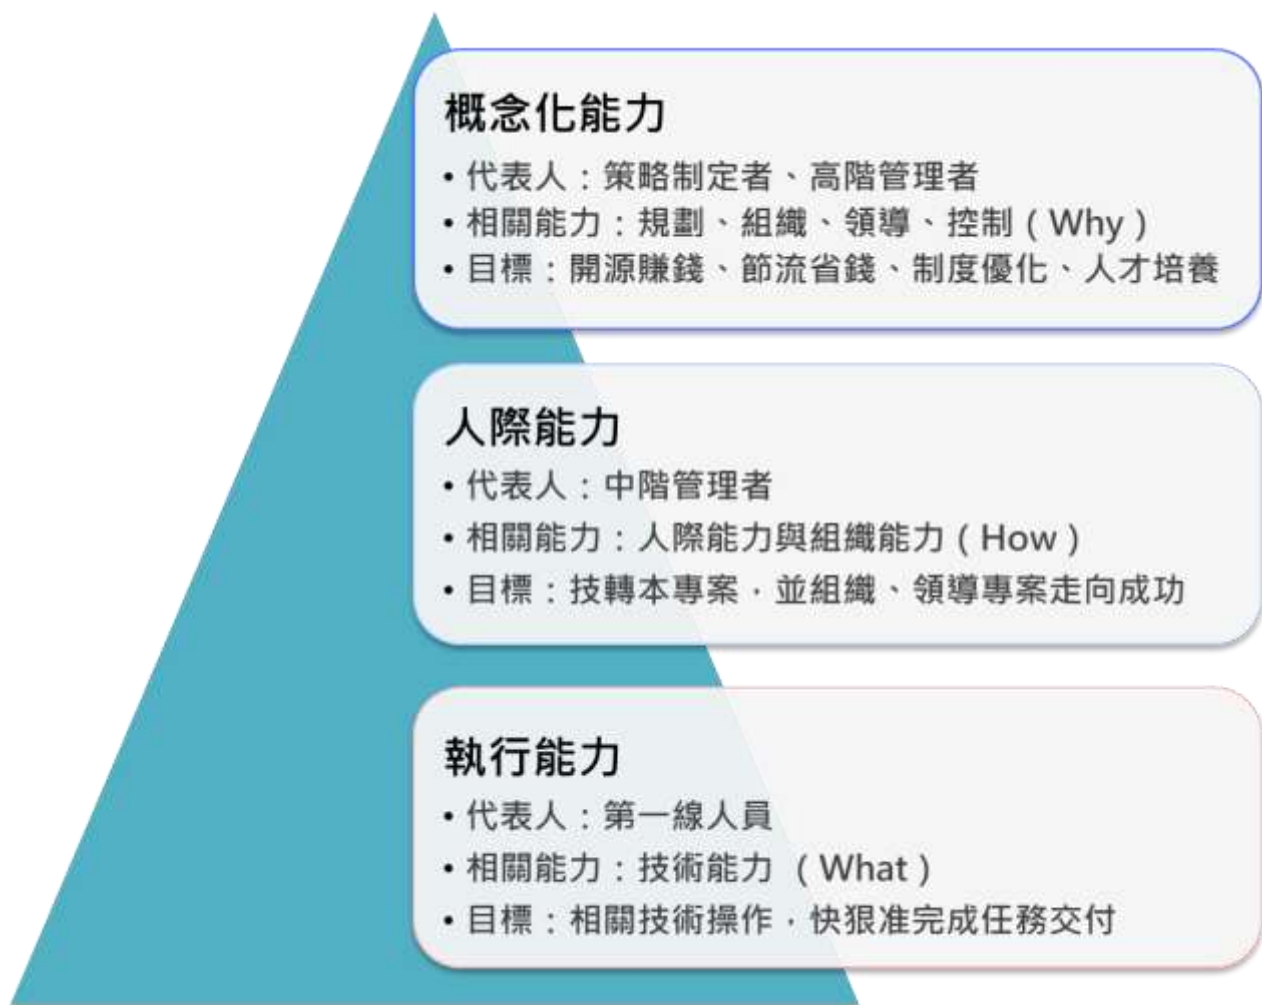 概念化能力
• 代表人：策略制定者、高階管理者
• 相關能力：規劃、組織、領導、控制（Why）
• 目標：開源賺錢、節流省錢、制度優化、人才培養
人際能力
• 代表人：中階管理者
• 相關能力：人際能力與組織能力（How）
• 目標：技轉本專案，並組織、領導專案走向成功
執行能力
• 代表人：第一線人員
• 相關能力：技術能力 （What）
• 目標：相關技術操作，快狠准完成任務交付